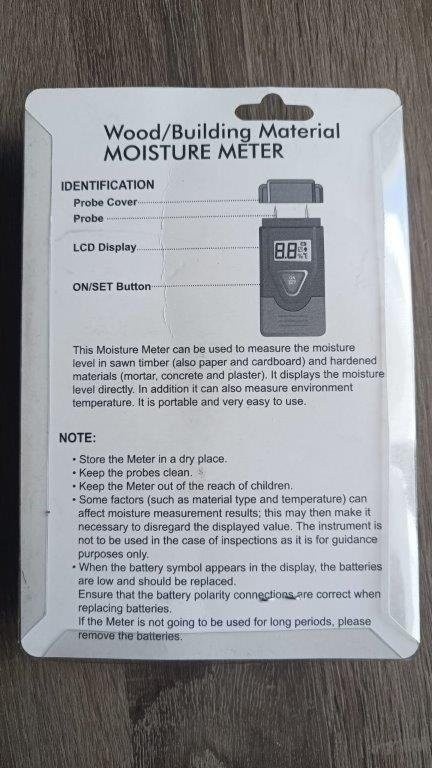 Wood/Building Material
MOISTURE METER
IDENTIFICATION
Probe Cover
Probe
LCD Display
ON/SET Button
8.8
%
ON
SET
This Moisture Meter can be used to measure the moisture
level in sawn timber (also paper and cardboard) and hardened
materials (mortar, concrete and plaster). It displays the moisture
level directly. In addition it can also measure environment
temperature. It is portable and very easy to use.
NOTE:
• Store the Meter in a dry place.
• Keep the probes clean.
• Keep the Meter out of the reach of children.
• Some factors (such as material type and temperature) can
affect moisture measurement results; this may then make it
necessary to disregard the displayed value. The instrument is
not to be used in the case of inspections as it is for guidance
purposes only.
• When the battery symbol appears in the display, the batteries
are low and should be replaced.
Ensure that the battery polarity connections are correct when
replacing batteries.
If the Meter is not going to be used for long periods, please
remove the batteries.